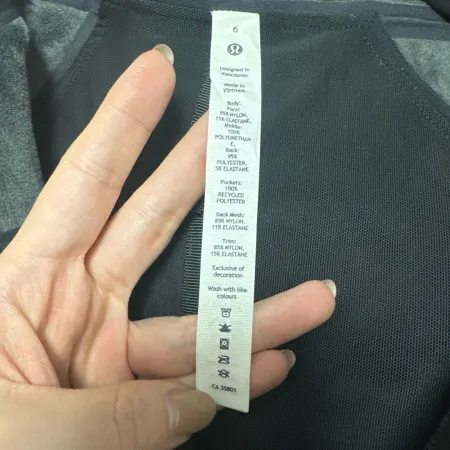 6
Designed in
Vancouver
Made in
Vietnam
Body:
Face:
85% NYLON,
15% ELASTANE,
Middle:
100%
POLYURETHAN
E,
Back:
95%
POLYESTER,
5% ELASTANE
Pockets:
100%
RECYCLED
POLYESTER
Back Mesh:
89% NYLON,
11% ELASTANE
Trim:
85% NYLON,
15% ELASTANE
Exclusive of
decoration
Wash with like
colours
CA 35801